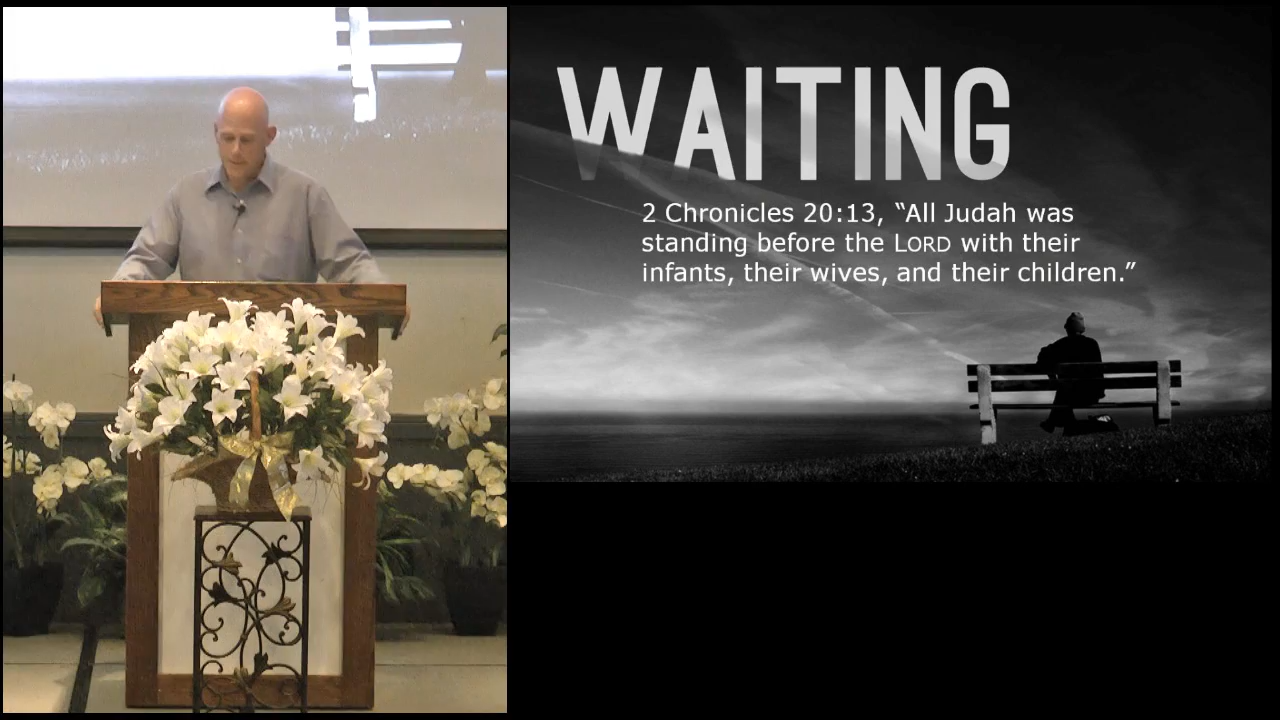 WAITING
2 Chronicles 20:13, “All Judah was
standing before the LORD with their
infants, their wives, and their children.”